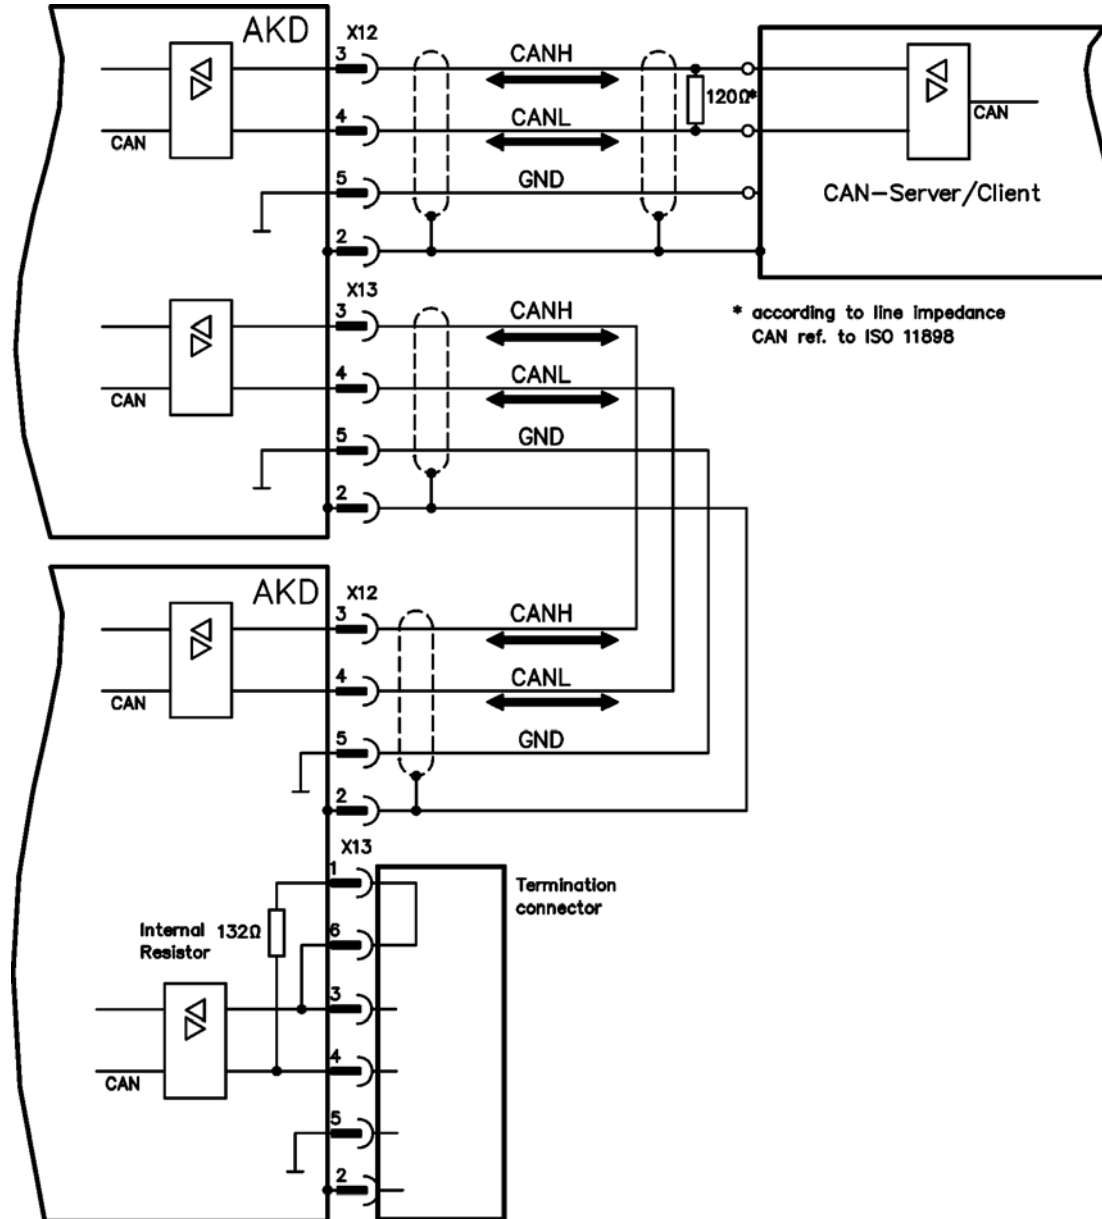 AKD
X12
3
CANH
4
CANL
CAN
5
GND
2
120Ω*
CAN
CAN-Server/Client
* according to line impedance
CAN ref. to ISO 11898
X13
3
CANH
4
CANL
CAN
5
GND
2
AKD
X12
3
CANH
4
CANL
CAN
5
GND
2
X13
1
Termination
connector
6
Internal 132Ω
Resistor
3
4
CAN
5
2